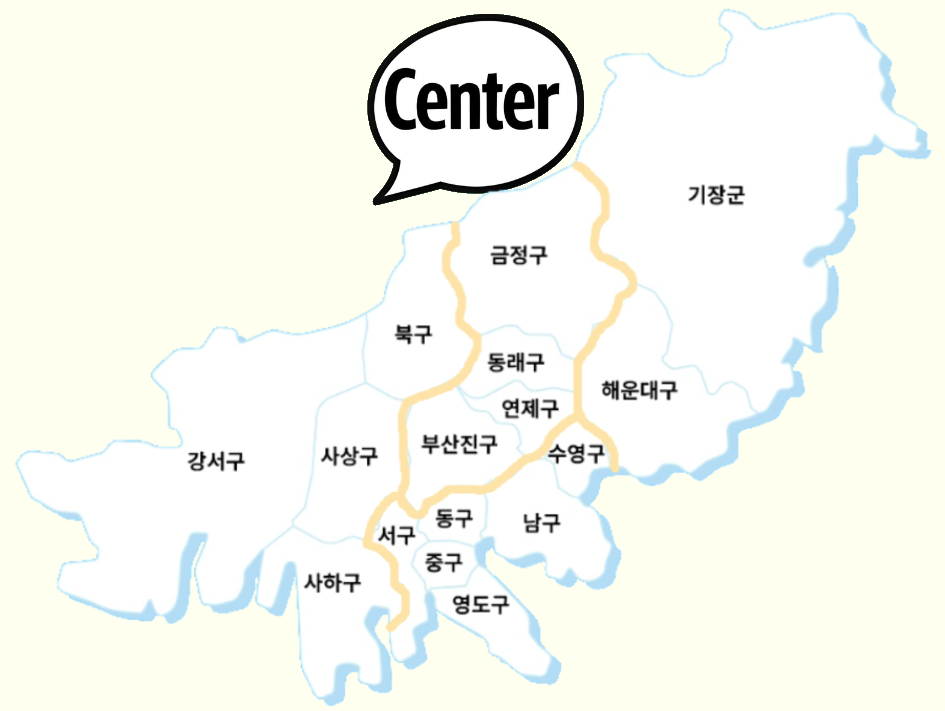 Center
기장군
금정구
북구
동래구
해운대구
연제구
부산진구
수영구
사상구
강서구
동구
남구
서구
중구
사하구
영도구